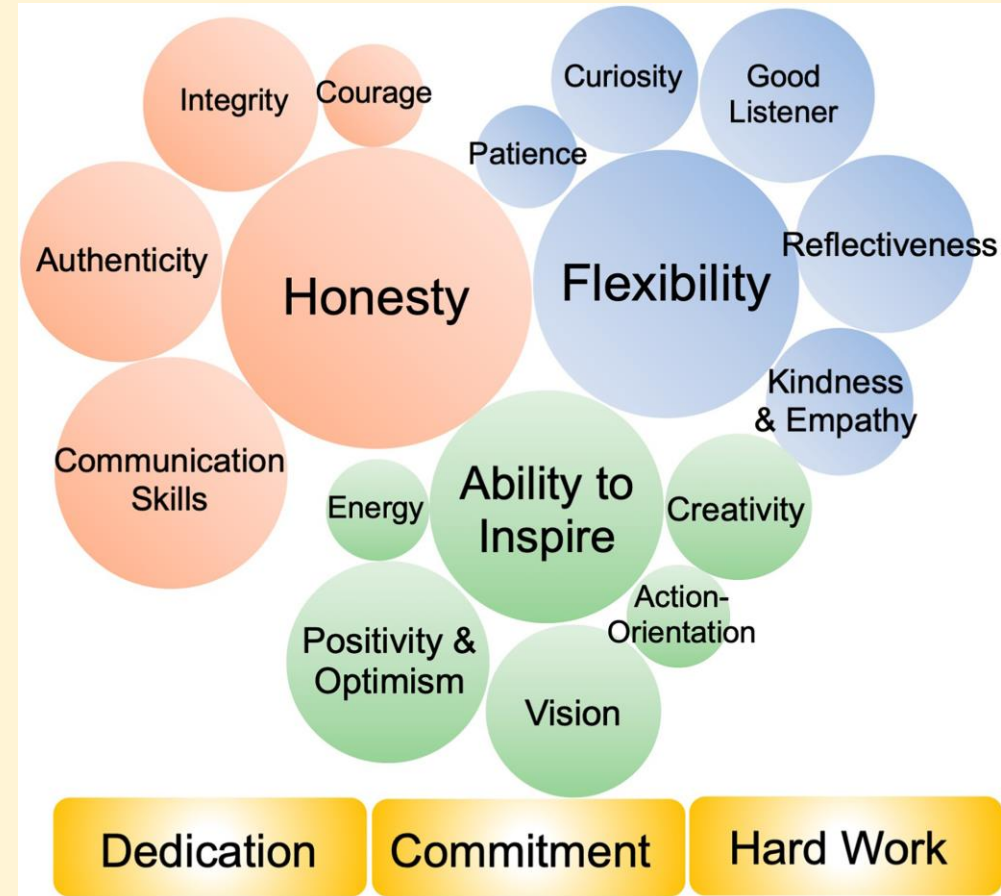 Integrity
Courage
Authenticity
Honesty
Communication
Skills
Curiosity
Good
Listener
Patience
Flexibility
Reflectiveness
Kindness
& Empathy
Energy
Ability to
Inspire
Creativity
Action-
Orientation
Positivity &
Optimism
Vision
Dedication
Commitment
Hard Work